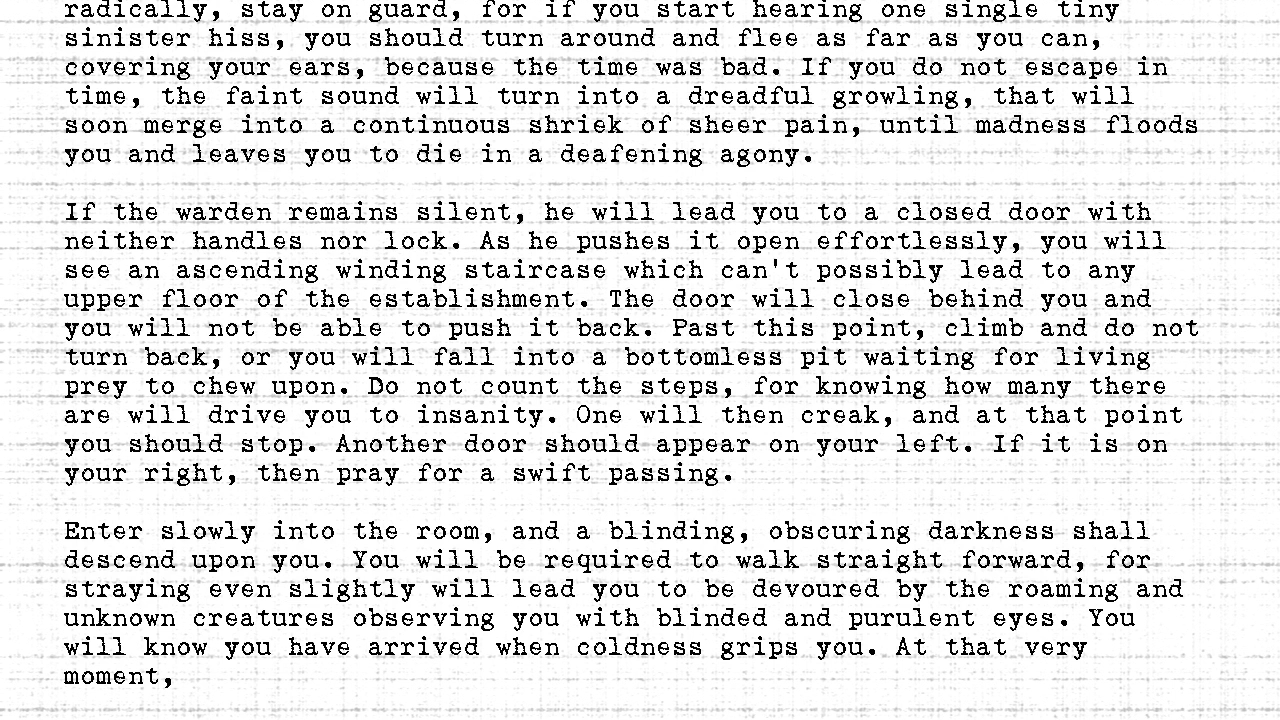 radically, stay on guard, for if you start hearing one single tiny
sinister hiss, you should turn around and flee as far as you can,
covering your ears, because the time was bad. If you do not escape in
time, the faint sound will turn into a dreadful growling, that will
soon merge into a continuous shriek of sheer pain, until madness floods
you and leaves you to die in a deafening agony.
If the warden remains silent, he will lead you to a closed door with
neither handles nor lock. As he pushes it open effortlessly, you will
see an ascending winding staircase which can't possibly lead to any
upper floor of the establishment. The door will close behind you and
you will not be able to push it back. Past this point, climb and do not
turn back, or you will fall into a bottomless pit waiting for living
prey to chew upon. Do not count the steps, for knowing how many there
are will drive you to insanity. One will then creak, and at that point
you should stop. Another door should appear on your left. If it is on
your right, then pray for a swift passing.
Enter slowly into the room, and a blinding, obscuring darkness shall
descend upon you. You will be required to walk straight forward, for
straying even slightly will lead you to be devoured by the roaming and
unknown creatures observing you with blinded and purulent eyes. You
will know you have arrived when coldness grips you. At that very
moment,